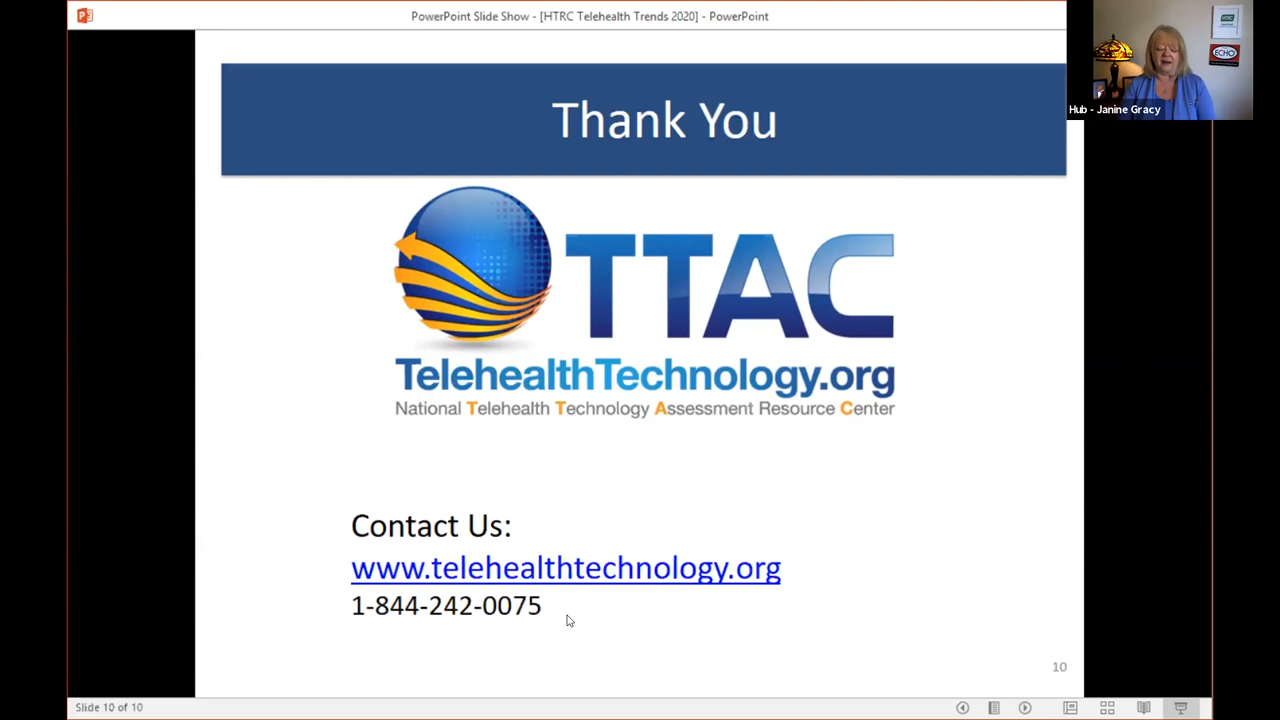 PowerPoint Slide Show - [HTRC Telehealth Trends 2020] - PowerPoint
ECHO
Hub - Janine Gracy
Thank You
TTAC
TelehealthTechnology.org
National Telehealth Technology Assessment Resource Center
Contact Us:
www.telehealthtechnology.org
1-844-242-0075
10
Slide 10 of 10